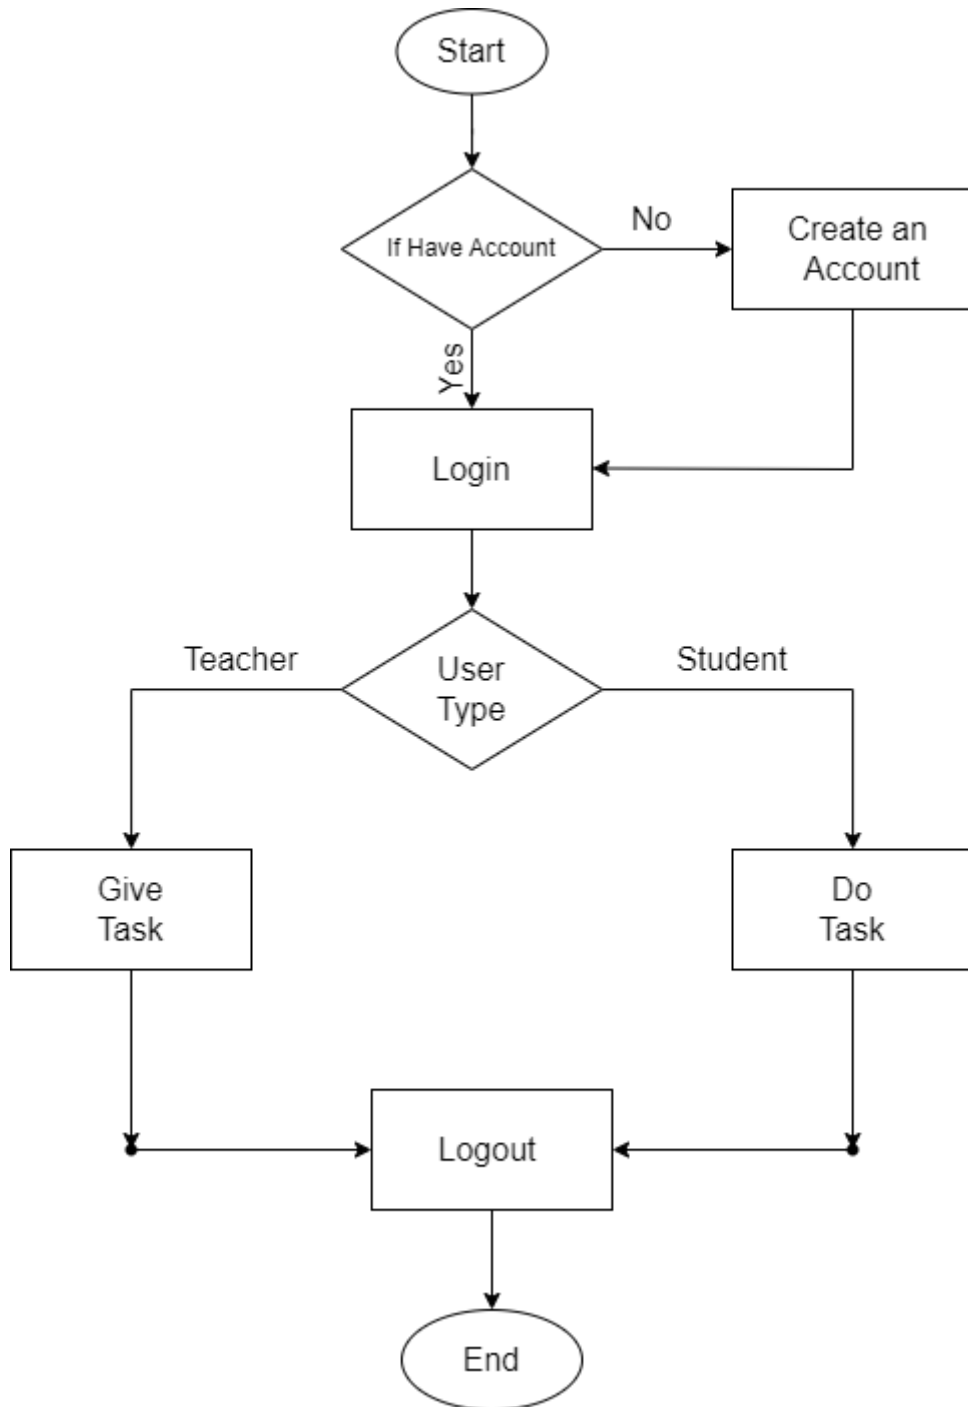 Start
If Have Account
No
Create an
Account
Yes
Login
Teacher
User
Type
Student
Give
Task
Do
Task
Logout
End